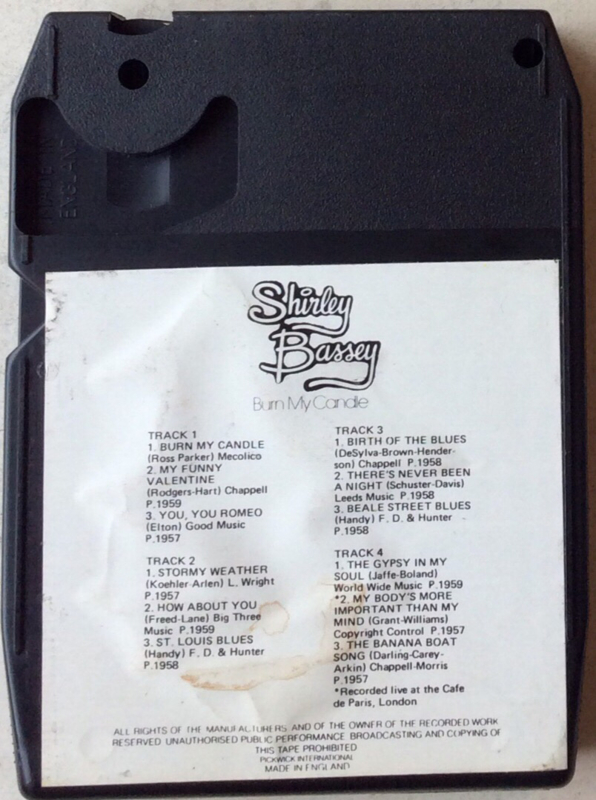 MADE IN
ENGLAND
Shirley
Bassey
Burn My Candle
TRACK 1
1. BURN MY CANDLE
(Ross Parker) Mecolico
2. MY FUNNY
VALENTINE
(Rodgers-Hart) Chappell
P.1959
3. YOU, YOU ROMEO
(Elton) Good Music
P.1957
TRACK 2
1. STORMY WEATHER
(Koehler-Arlen) L. Wright
P.1957
2. HOW ABOUT YOU
(Freed-Lane) Big Three
Music P.1959
3. ST. LOUIS BLUES
(Handy) F. D. & Hunter
P.1958
TRACK 3
1. BIRTH OF THE BLUES
(DeSylva-Brown-Hender-
son) Chappell P.1958
2. THERE'S NEVER BEEN
A NIGHT (Schuster-Davis)
Leeds Music P.1958
3. BEALE STREET BLUES
(Handy) F. D. & Hunter
P.1958
TRACK 4
1. THE GYPSY IN MY
SOUL (Jaffe-Boland)
World Wide Music P.1959
*2. MY BODY'S MORE
IMPORTANT THAN MY
MIND (Grant-Williams)
Copyright Control P.1957
3. THE BANANA BOAT
SONG (Darling-Carey-
Arkin) Chappell-Morris
P.1957
*Recorded live at the Cafe
de Paris, London
ALL RIGHTS OF THE MANUFACTURERS AND OF THE OWNER OF THE RECORDED WORK
RESERVED UNAUTHORISED PUBLIC PERFORMANCE BROADCASTING AND COPYING OF
THIS TAPE PROHIBITED
PICKWICK INTERNATIONAL
MADE IN ENGLAND